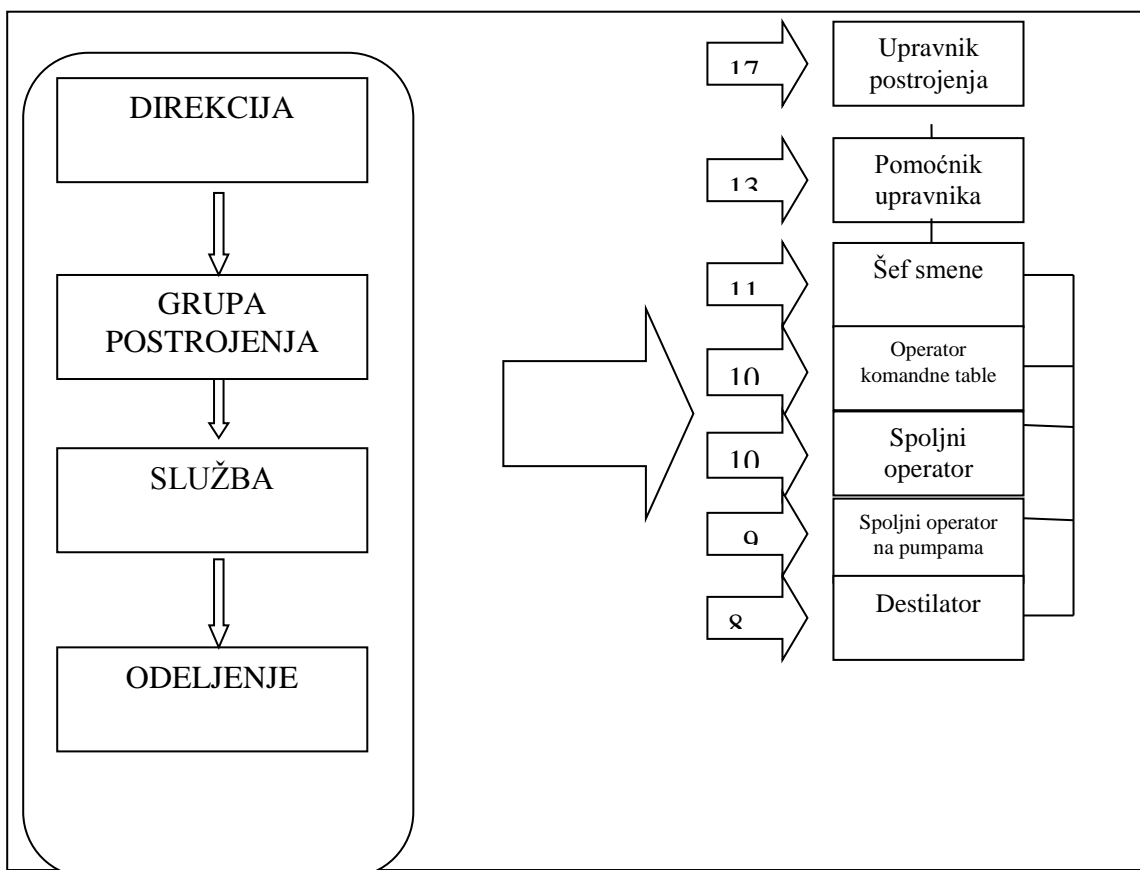 DIREKCIJA
GRUPA
POSTROJENJA
SLUŽBA
ODELJENJE
17
Upravnik
postrojenja
13
Pomoćnik
upravnika
11
Šef smene
10
Operator
komandne table
10
Spoljni
operator
9
Spoljni operator
na pumpama
8
Destilator